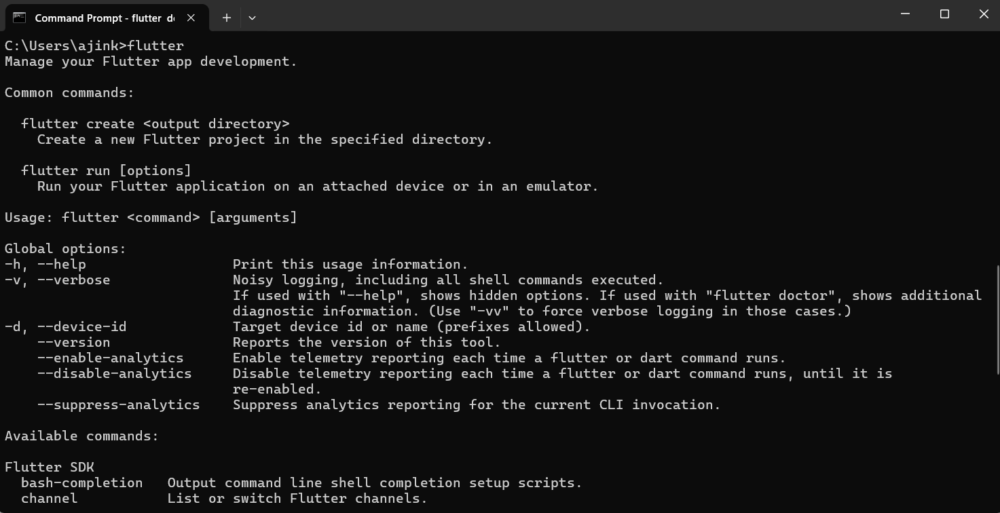 Command Prompt - flutter do
C:\Users\ajink>flutter
Manage your Flutter app development.
Common commands:
flutter create <output directory>
Create a new Flutter project in the specified directory.
flutter run [options]
Run your Flutter application on an attached device or in an emulator.
Usage: flutter <command> [arguments]
Global options:
-h, --help Print this usage information.
-v, --verbose Noisy logging, including all shell commands executed.
If used with "--help", shows hidden options. If used with "flutter doctor", shows additional
diagnostic information. (Use "-vv" to force verbose logging in those cases.)
-d, --device-id Target device id or name (prefixes allowed).
--version Reports the version of this tool.
--enable-analytics Enable telemetry reporting each time a flutter or dart command runs.
--disable-analytics Disable telemetry reporting each time a flutter or dart command runs, until it is
re-enabled.
--suppress-analytics Suppress analytics reporting for the current CLI invocation.
Available commands:
Flutter SDK
bash-completion Output command line shell completion setup scripts.
channel List or switch Flutter channels.